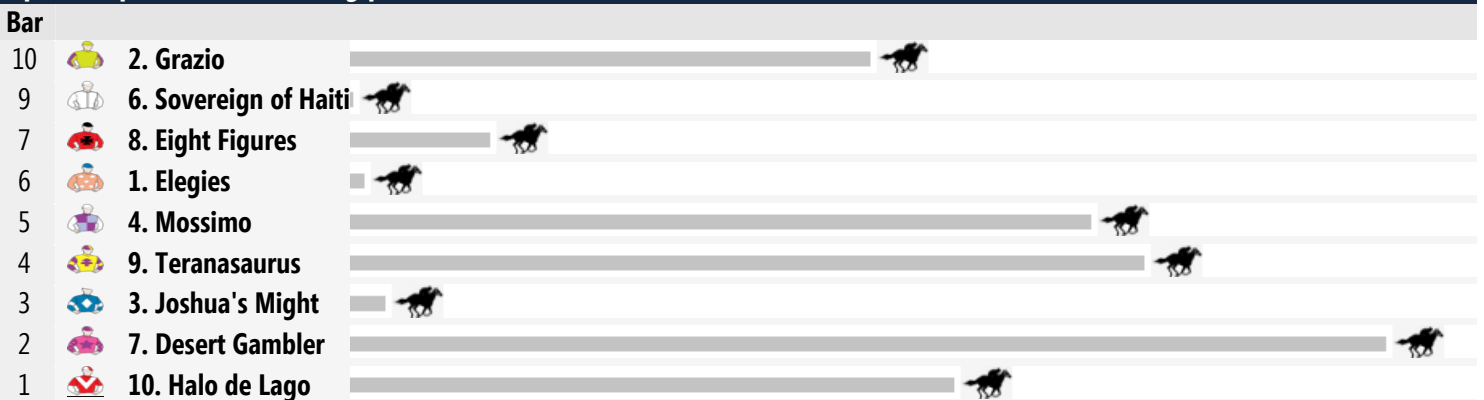 Bar
10 2. Grazio
9 6. Sovereign of Haiti
7 8. Eight Figures
6 1. Elegies
5 4. Mossimo
4 9. Teranasaurus
3 3. Joshua's Might
2 7. Desert Gambler
1 10. Halo de Lago